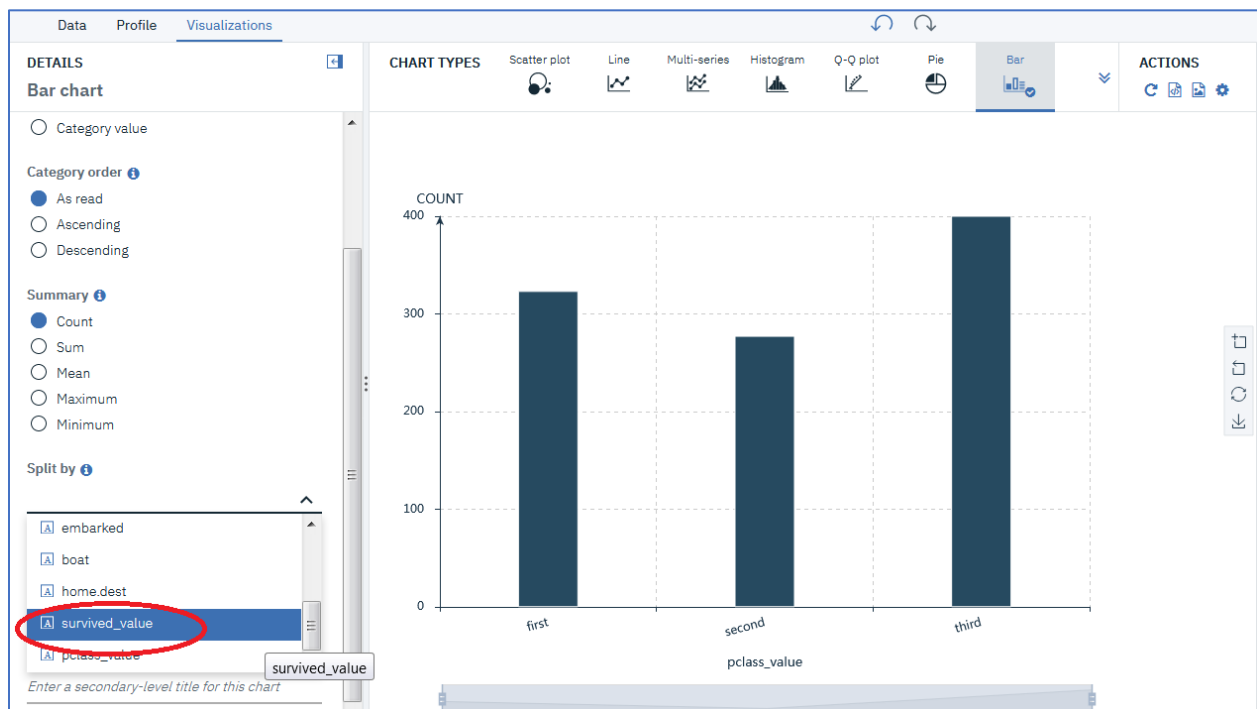 Data Profile Visualizations
DETAILS
Bar chart
Category value
Category order
As read
Ascending
Descending
Summary
Count
Sum
Mean
Maximum
Minimum
Split by
A embarked
A boat
A home.dest
A survived_value
A pclass_value
survived_value
Enter a secondary-level title for this chart
CHART TYPES Scatter plot Line Multi-series Histogram Q-Q plot Pie Bar
ACTIONS
COUNT
400
300
200
100
0
first second third
pclass_value